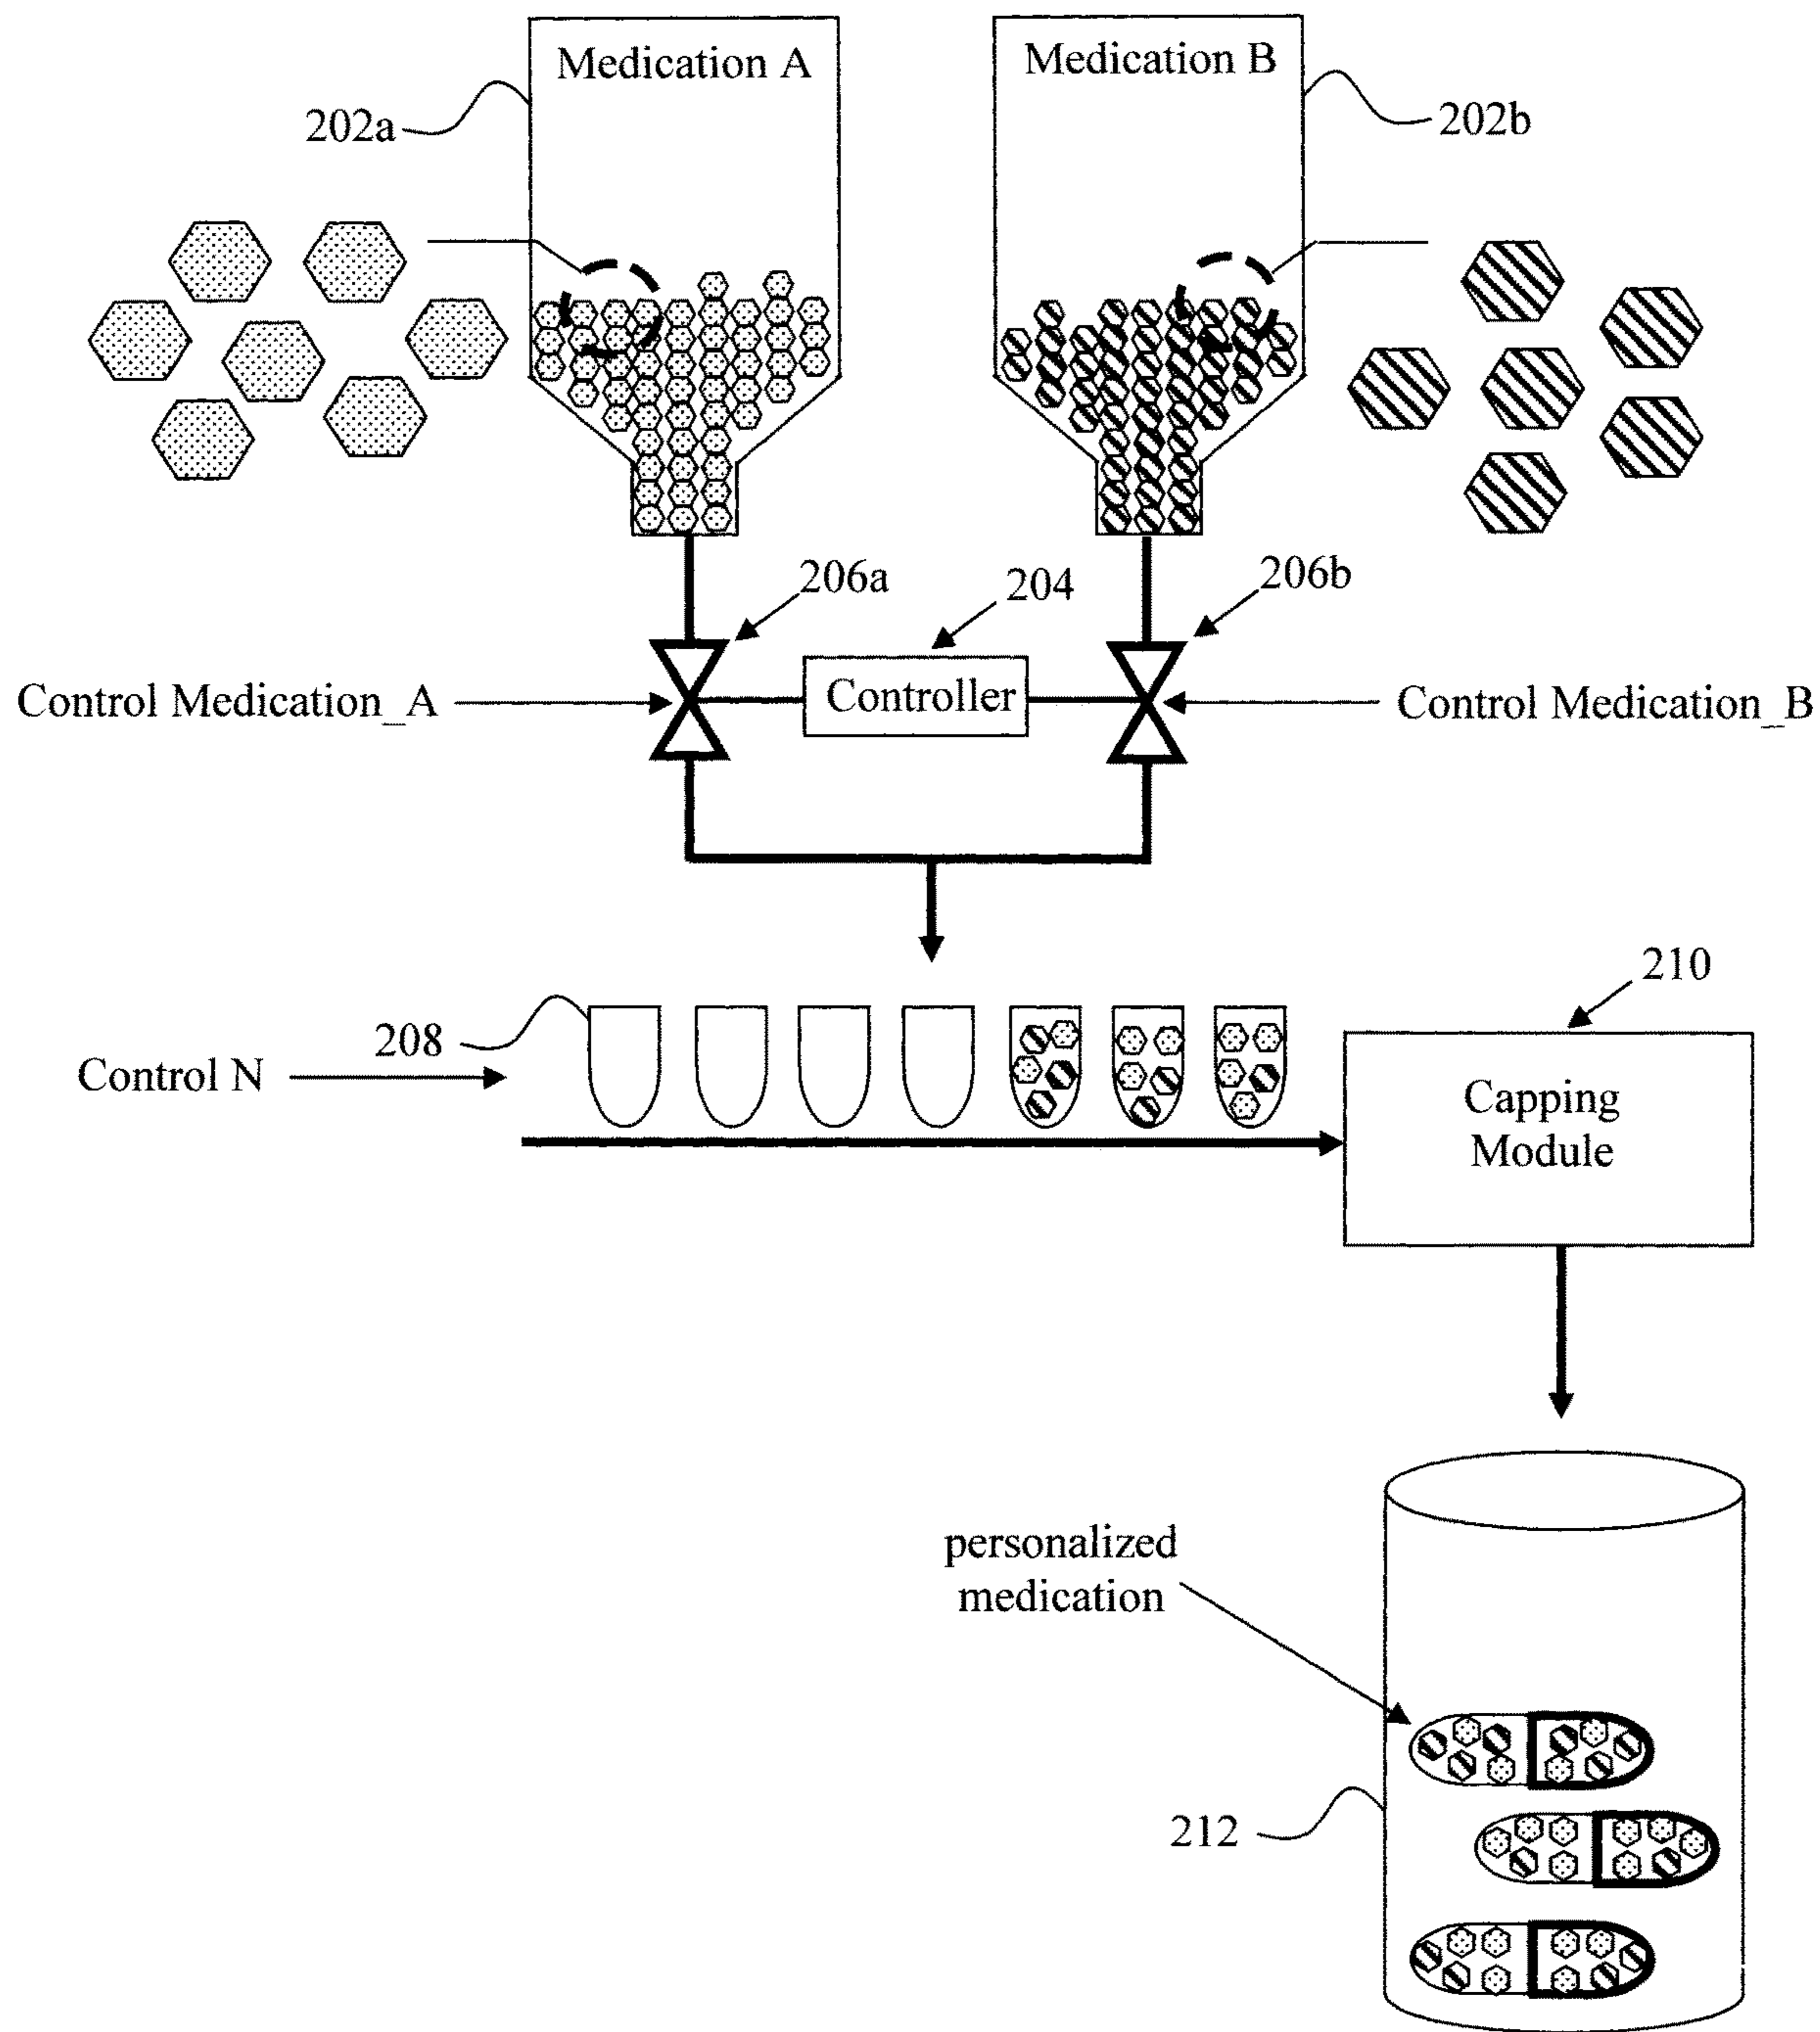 Medication A
Medication B
202a
202b
206a
204
206b
Control Medication_A
Controller
Control Medication_B
210
208
Control N
Capping
Module
personalized
medication
212